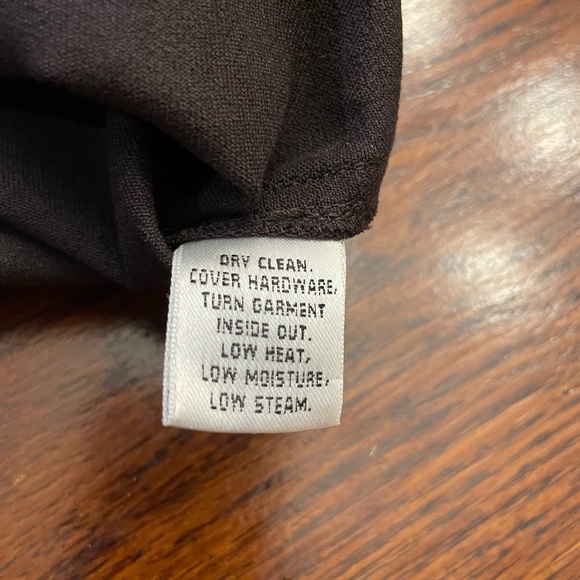 DRY CLEAN.
COVER HARDWARE,
TURN GARMENT
INSIDE OUT.
LOW HEAT,
LOW MOISTURE,
LOW STEAM.